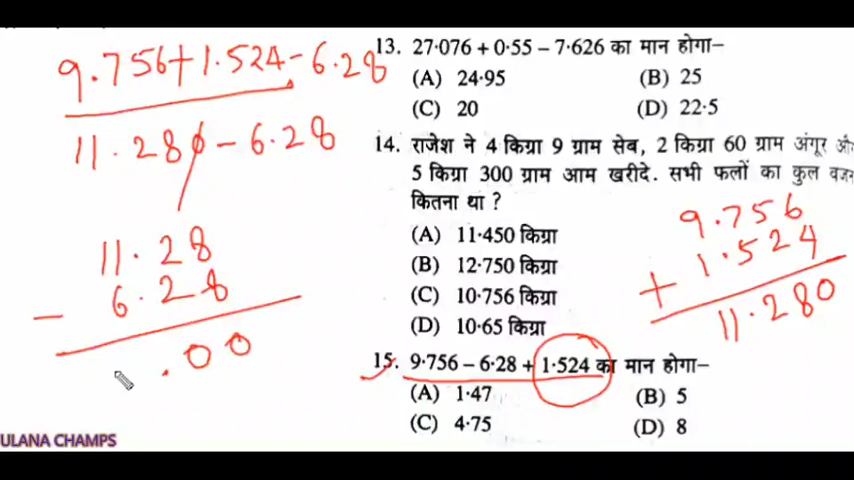 9.756+1.524-6.28
11.280-6.28
11.28
- 6.28
.00
13. 27·076 + 0·55 – 7·626 का मान होगा–
(A) 24·95 (B) 25
(C) 20 (D) 22·5
14. राजेश ने 4 किग्रा 9 ग्राम सेब, 2 किग्रा 60 ग्राम अंगूर
5 किग्रा 300 ग्राम आम खरीदे. सभी फलों का कुल
कितना था ?
(A) 11·450 किग्रा
(B) 12·750 किग्रा
(C) 10·756 किग्रा
(D) 10·65 किग्रा
9.756
+ 1.524
11.280
15. 9·756 – 6·28 + 1·524 का मान होगा–
(A) 1·47 (B) 5
(C) 4·75 (D) 8
ULANA CHAMPS